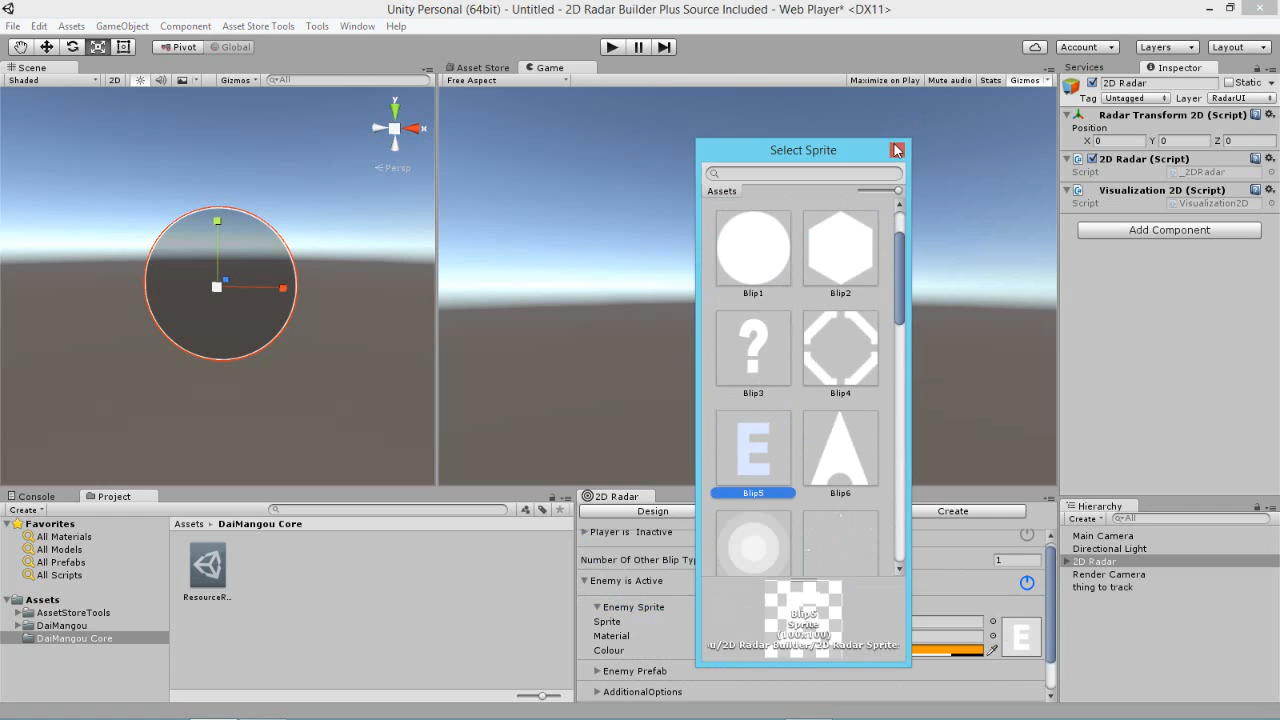 Unity Personal (64bit) - Untitled - 2D Radar Builder Plus Source Included - Web Player* <DX11>
File Edit Assets GameObject Component Asset Store Tools Tools Window Help
Pivot Global Account Layers Layout
Scene Asset Store Game Services Inspector
Shaded 2D Gizmos All Free Aspect Maximize on Play Mute audio Stats Gizmos
2D Radar Static
Tag Untagged Layer RadarUI
Radar Transform 2D (Script)
Position
X 0 Y 0 Z 0
2D Radar (Script)
Script _2DRadar
Visualization 2D (Script)
Script Visualization2D
Add Component
y
x
Persp
Select Sprite
Assets
Blip1 Blip2
?
Blip3 Blip4
E
Blip5 Blip6
Blip5
Sprite
(100x100)
u/2D Radar Builder/2D Radar Sprite
Console Project
Create
Favorites
All Materials
All Models
All Prefabs
All Scripts
Assets
AssetStoreTools
DaiMangou
DaiMangou Core
Assets DaiMangou Core
ResourceR...
2D Radar
Design Create
Player is Inactive
Number Of Other Blip Typ 1
Enemy is Active
Enemy Sprite
Sprite
Material
Colour
E
Enemy Prefab
AdditionalOptions
Hierarchy
Create All
Main Camera
Directional Light
2D Radar
Render Camera
thing to track